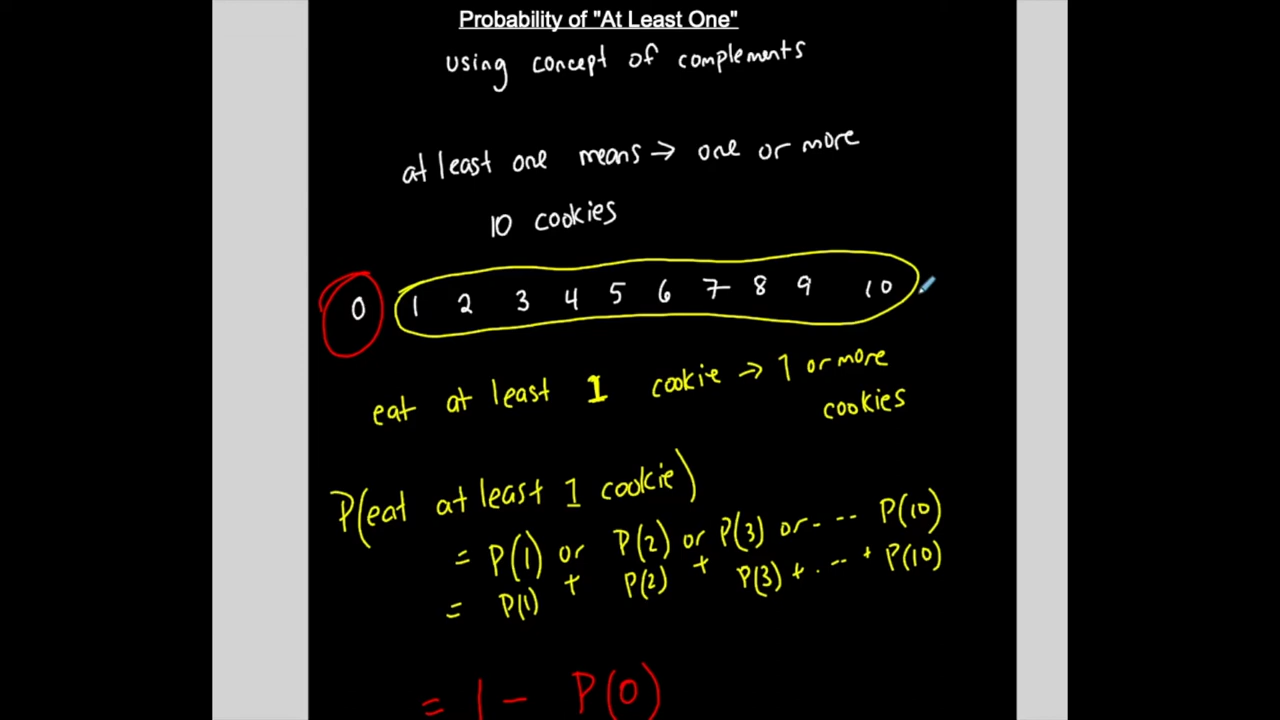 Probability of "At Least One"
using concept of complements
at least one means → one or more
10 cookies
0 1 2 3 4 5 6 7 8 9 10
eat at least 1 cookie → 1 or more
cookies
P(eat at least 1 cookie)
= P(1) or P(2) or P(3) or ---- P(10)
= P(1) + P(2) + P(3) + . -- + P(10)
= 1 - P(0)